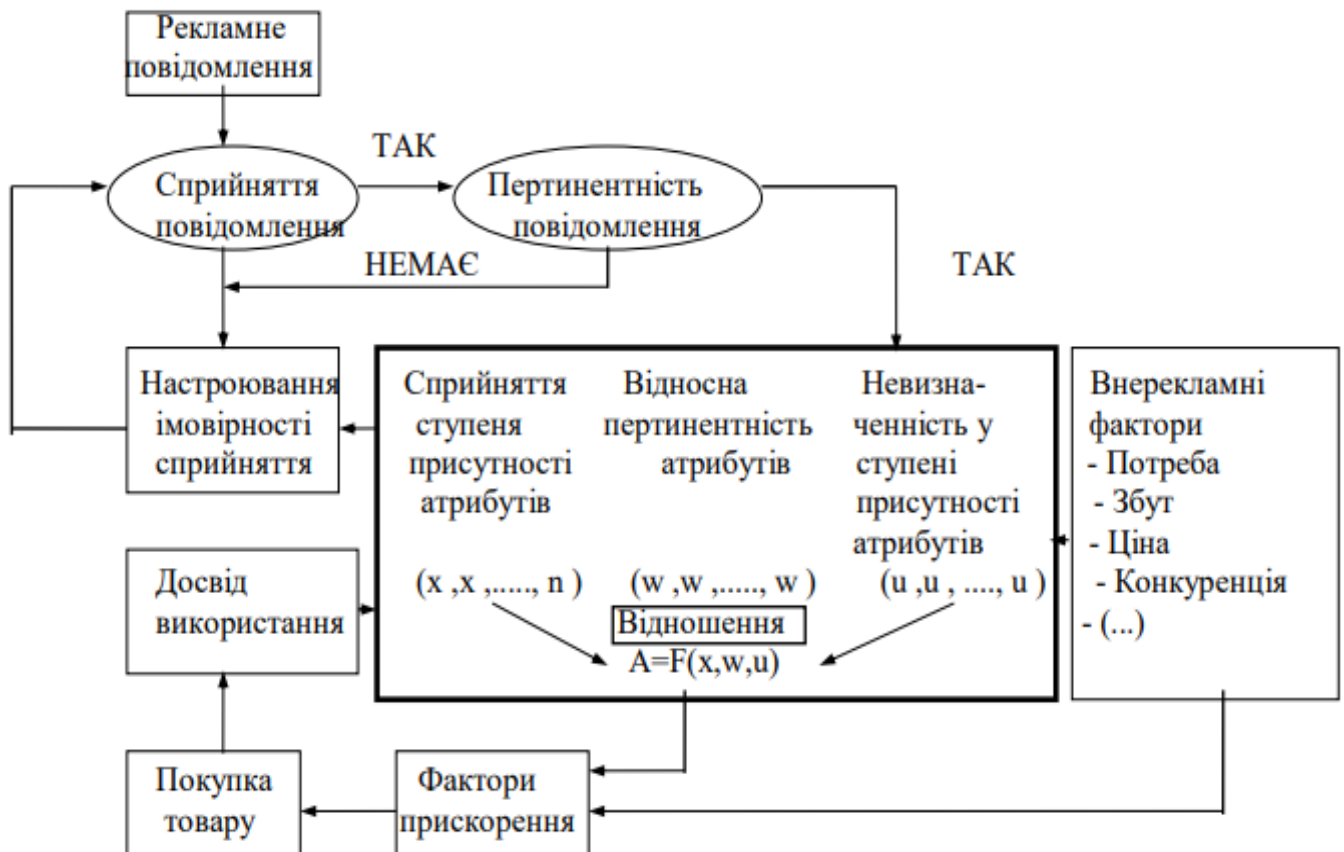 Рекламне
повідомлення
ТАК
Сприйняття
повідомлення
Пертинентність
повідомлення
НЕМАЄ
ТАК
Настроювання
імовірності
сприйняття
Сприйняття
ступеня
присутності
атрибутів
Відносна
пертинентність
атрибутів
Невизна-
ченність у
ступені
присутності
атрибутів
(x ,x ,....., n )
(w ,w ,....., w )
(u ,u , ...., u )
Відношення
A=F(x,w,u)
Внерекламні
фактори
- Потреба
- Збут
- Ціна
- Конкуренція
- (...)
Досвід
використання
Покупка
товару
Фактори
прискорення